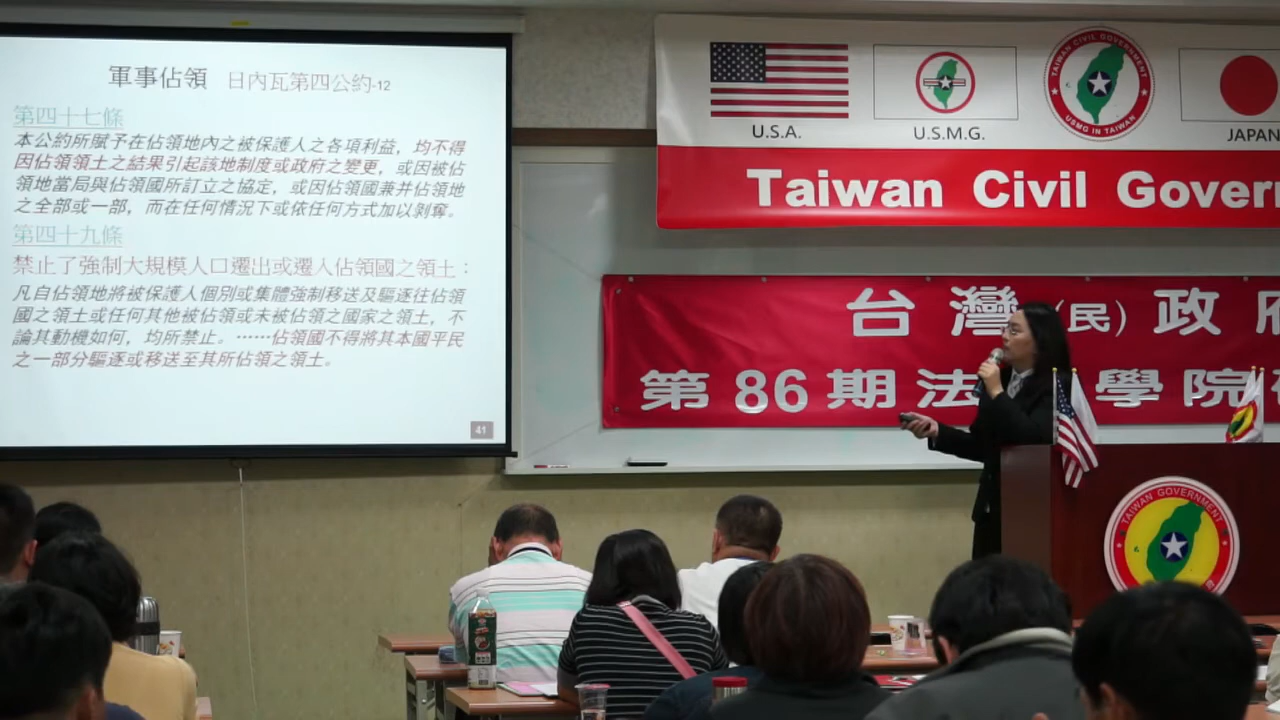 軍事佔領 日內瓦第四公約-12
第四十七條
本公約所賦予在佔領地內之被保護人之各項利益，均不得
因佔領領土之結果引起該地制度或政府之變更，或因被佔
領地當局與佔領國所訂立之協定，或因佔領國兼并佔領地
之全部或一部，而在任何情況下或依任何方式加以剝奪。
第四十九條
禁止了強制大規模人口遷出或遷入佔領國之領土：
凡自佔領地將被保護人個別或集體強制移送及驅逐往佔領
國之領土或任何其他被佔領或未被佔領之國家之領土，不
論其動機如何，均所禁止。……佔領國不得將其本國平民
之一部分驅逐或移送至其所佔領之領土。
41
U.S.A.
U.S.M.G.
TAIWAN CIVIL GOVERNMENT
USMG IN TAIWAN
JAPAN
Taiwan Civil Govern
台灣(民)政府
第86期法 學院
TAIWAN GOVERNMENT